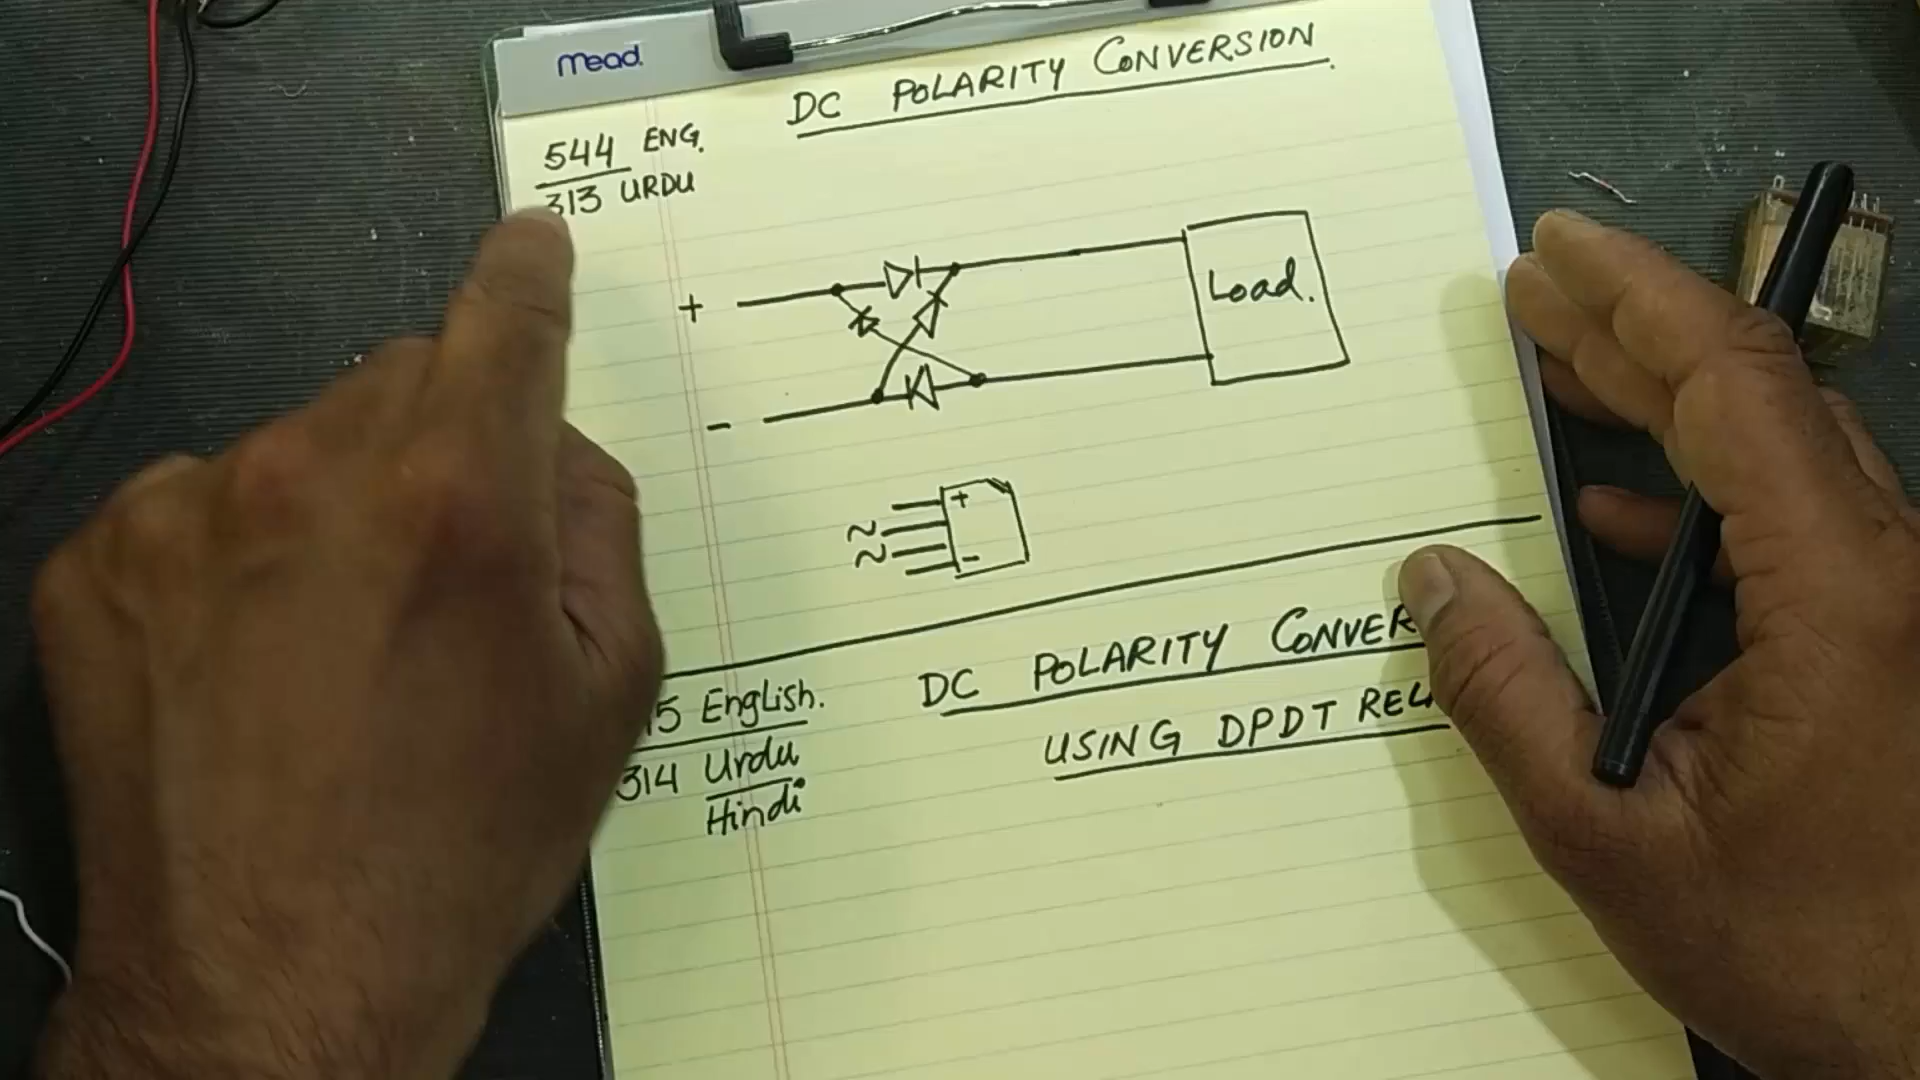 mead
DC POLARITY CONVERSION
544 ENG.
313 URDU
+
Load.
-
+
~
~
-
English.
314 Urdu
Hindi
DC POLARITY
USING DPDT